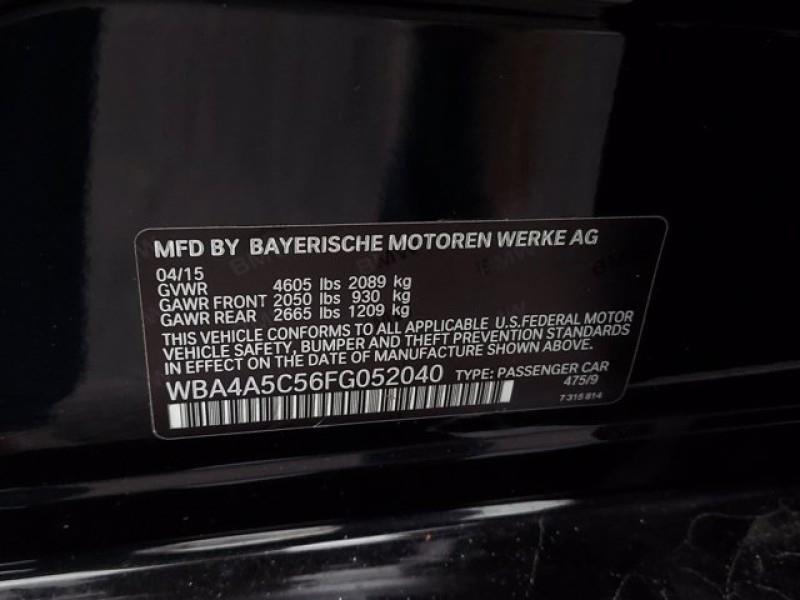 MFD BY BAYERISCHE MOTOREN WERKE AG
04/15
GVWR 4605 lbs 2089 kg
GAWR FRONT 2050 lbs 930 kg
GAWR REAR 2665 lbs 1209 kg
THIS VEHICLE CONFORMS TO ALL APPLICABLE U.S.FEDERAL MOTOR
VEHICLE SAFETY, BUMPER AND THEFT PREVENTION STANDARDS
IN EFFECT ON THE DATE OF MANUFACTURE SHOWN ABOVE.
WBA4A5C56FG052040 TYPE: PASSENGER CAR
475/9
7 315 814